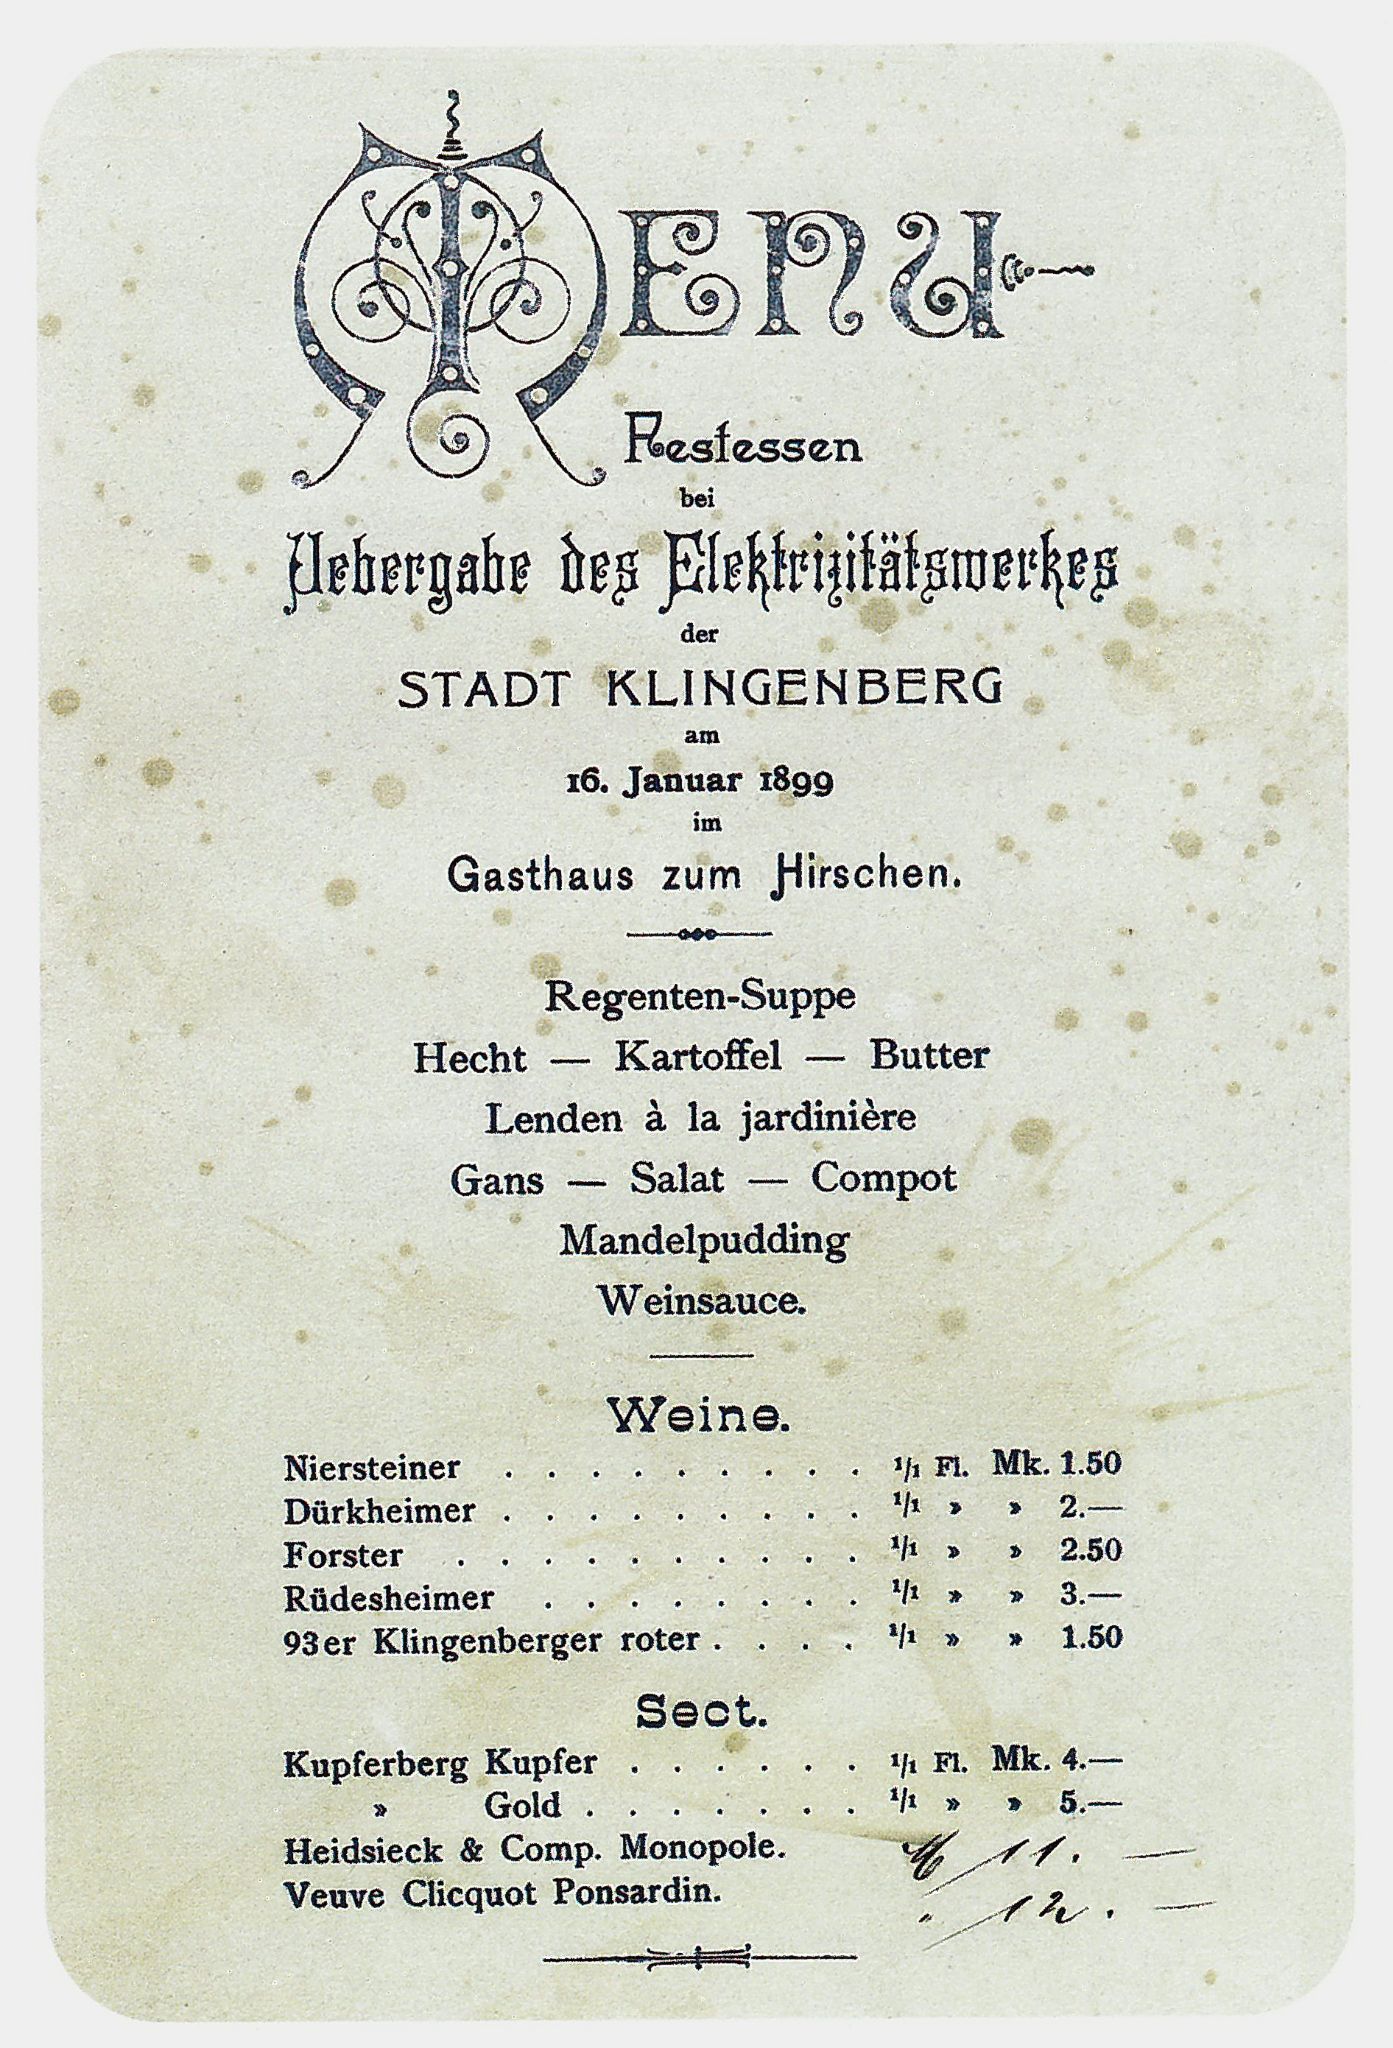 Menu
Festessen
bei
Uebergabe des Elektrizitätswerkes
der
STADT KLINGENBERG
am
16. Januar 1899
im
Gasthaus zum Hirschen.
Regenten-Suppe
Hecht — Kartoffel — Butter
Lenden à la jardinière
Gans — Salat — Compot
Mandelpudding
Weinsauce.
Weine.
Niersteiner . . . . . . . . . 1/1 Fl. Mk. 1.50
Dürkheimer . . . . . . . . . 1/1 » » 2.—
Forster . . . . . . . . . . 1/1 » » 2.50
Rüdesheimer . . . . . . . . 1/1 » » 3.—
93er Klingenberger roter . . . . 1/1 » » 1.50
Sect.
Kupferberg Kupfer . . . . . . 1/1 Fl. Mk. 4.—
» Gold . . . . . . . 1/1 » » 5.—
Heidsieck & Comp. Monopole. M 11. —
Veuve Clicquot Ponsardin. " 12. —